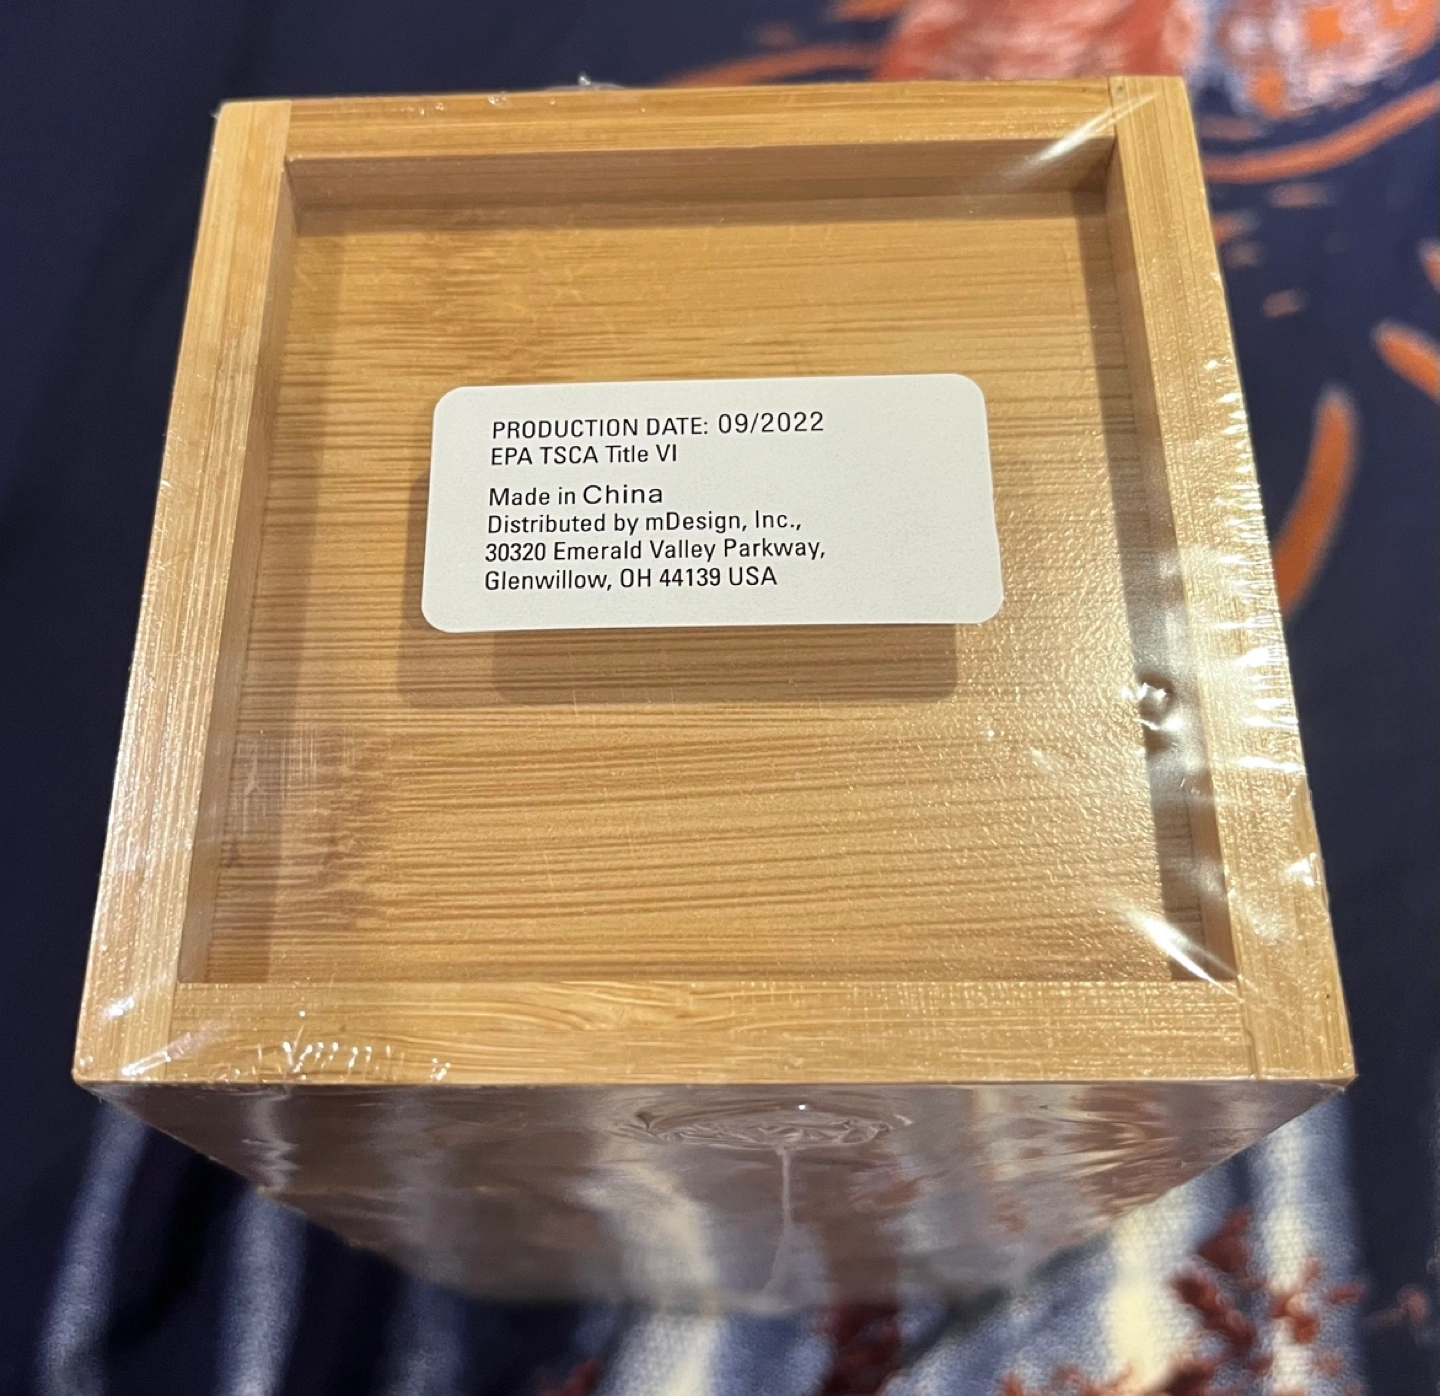 PRODUCTION DATE: 09/2022
EPA TSCA Title VI
Made in China
Distributed by mDesign, Inc.,
30320 Emerald Valley Parkway,
Glenwillow, OH 44139 USA